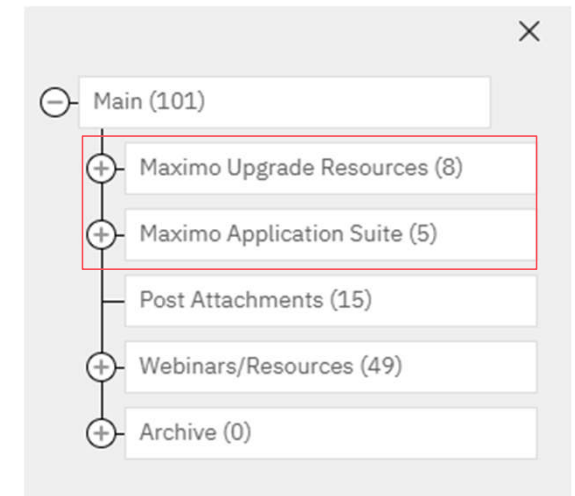 Main (101)
Maximo Upgrade Resources (8)
Maximo Application Suite (5)
Post Attachments (15)
Webinars/Resources (49)
Archive (0)